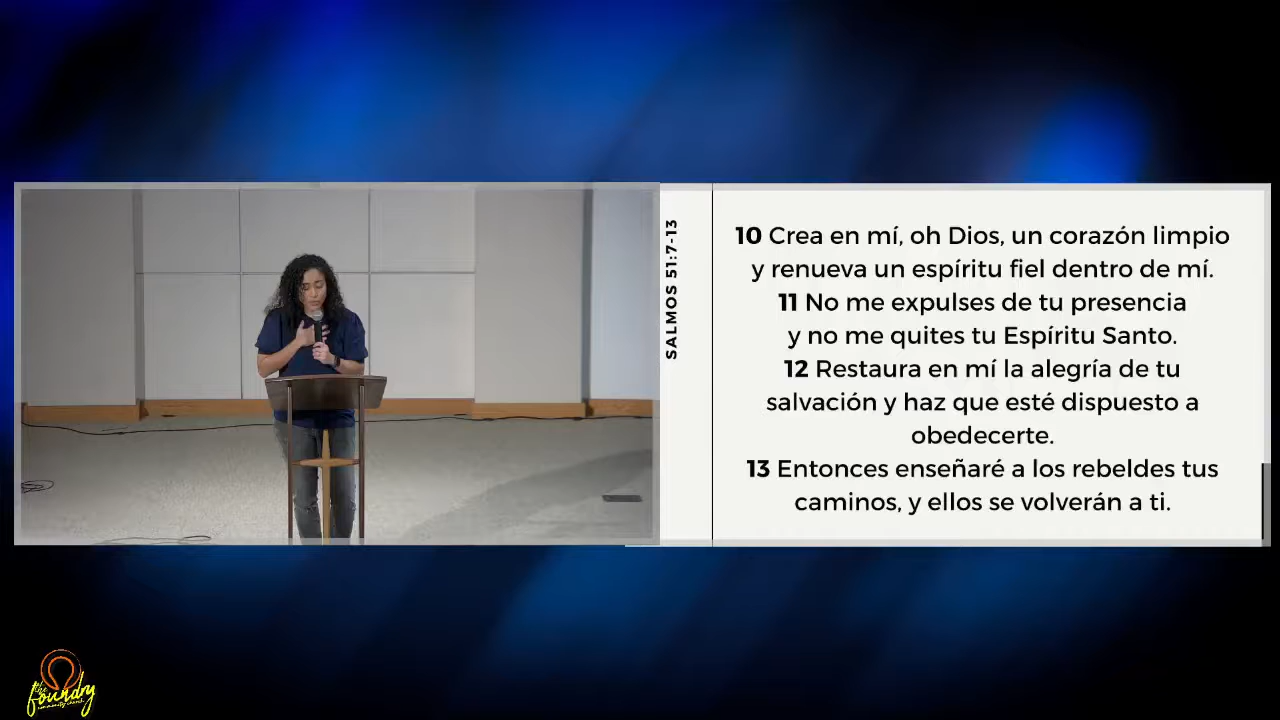 SALMOS 51:7-13
10 Crea en mí, oh Dios, un corazón limpio
y renueva un espíritu fiel dentro de mí.
11 No me expulses de tu presencia
y no me quites tu Espíritu Santo.
12 Restaura en mí la alegría de tu
salvación y haz que esté dispuesto a
obedecerte.
13 Entonces enseñaré a los rebeldes tus
caminos, y ellos se volverán a ti.
the
foundry
community church